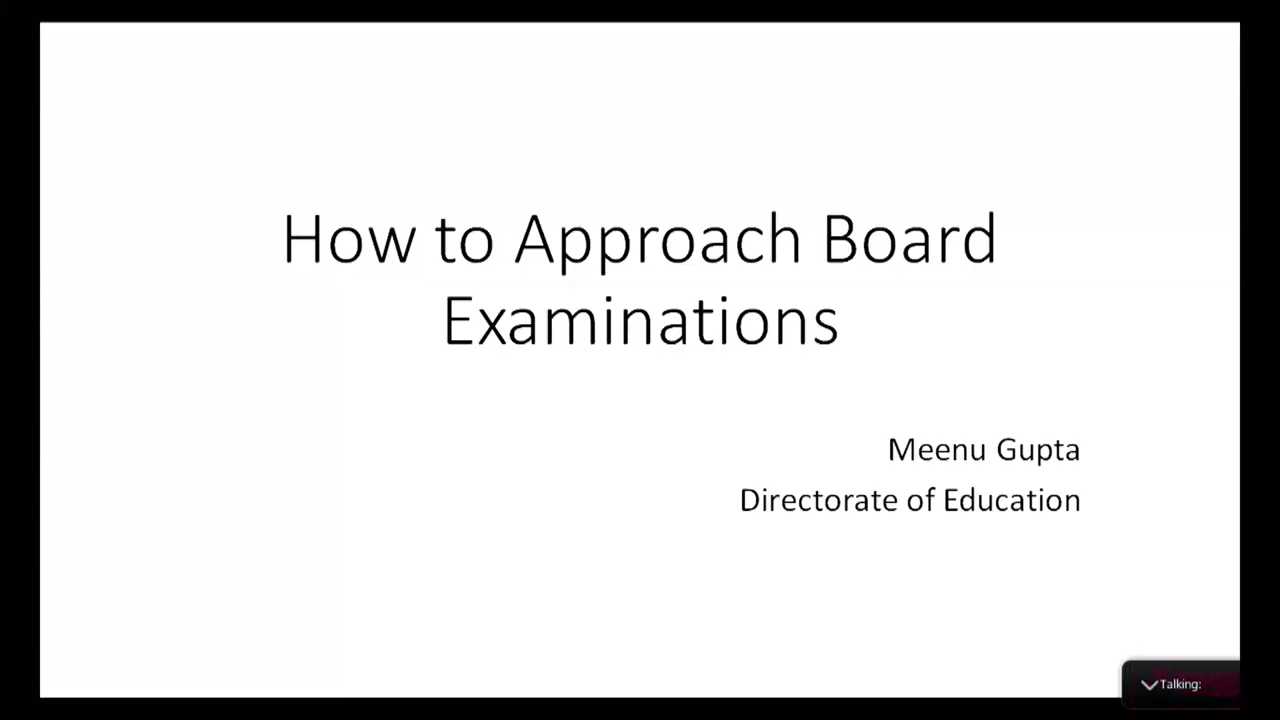 How to Approach Board
Examinations
Meenu Gupta
Directorate of Education
Talking: